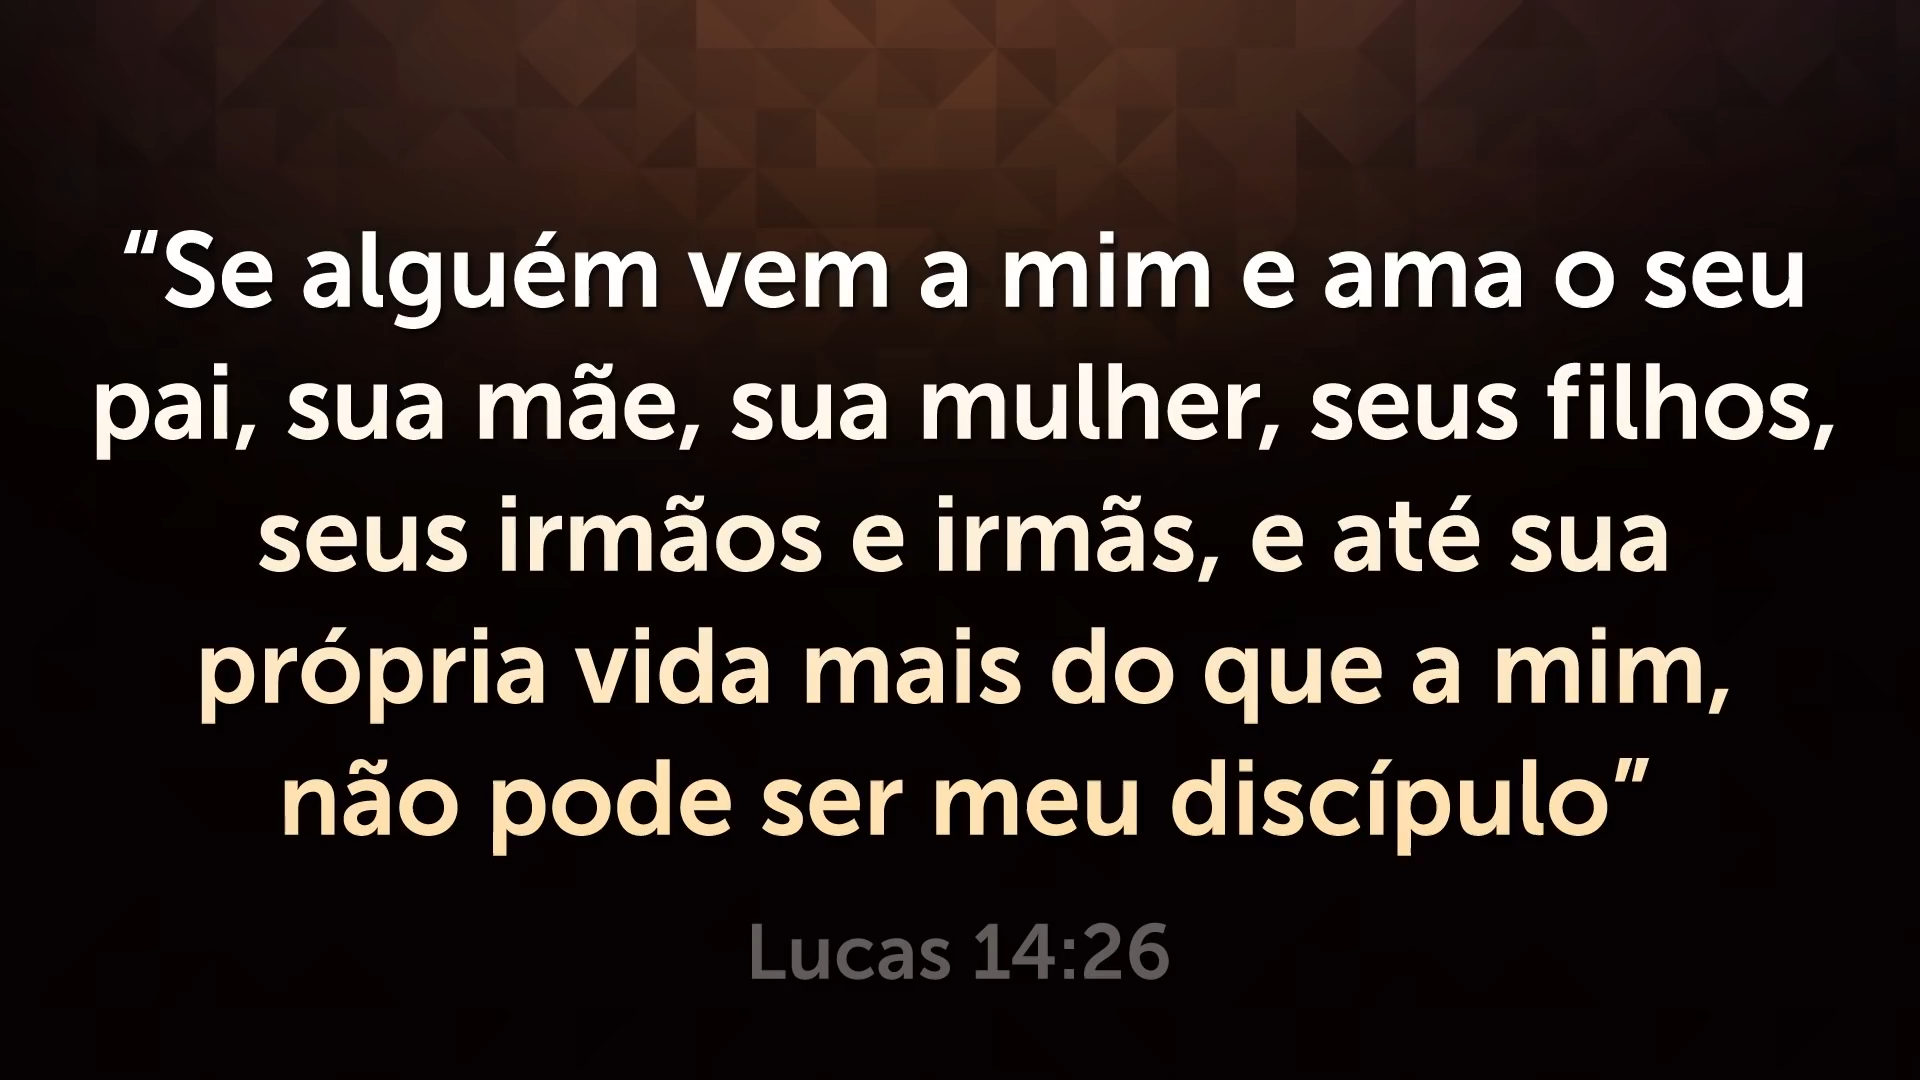 “Se alguém vem a mim e ama o seu
pai, sua mãe, sua mulher, seus filhos,
seus irmãos e irmãs, e até sua
própria vida mais do que a mim,
não pode ser meu discípulo”
Lucas 14:26